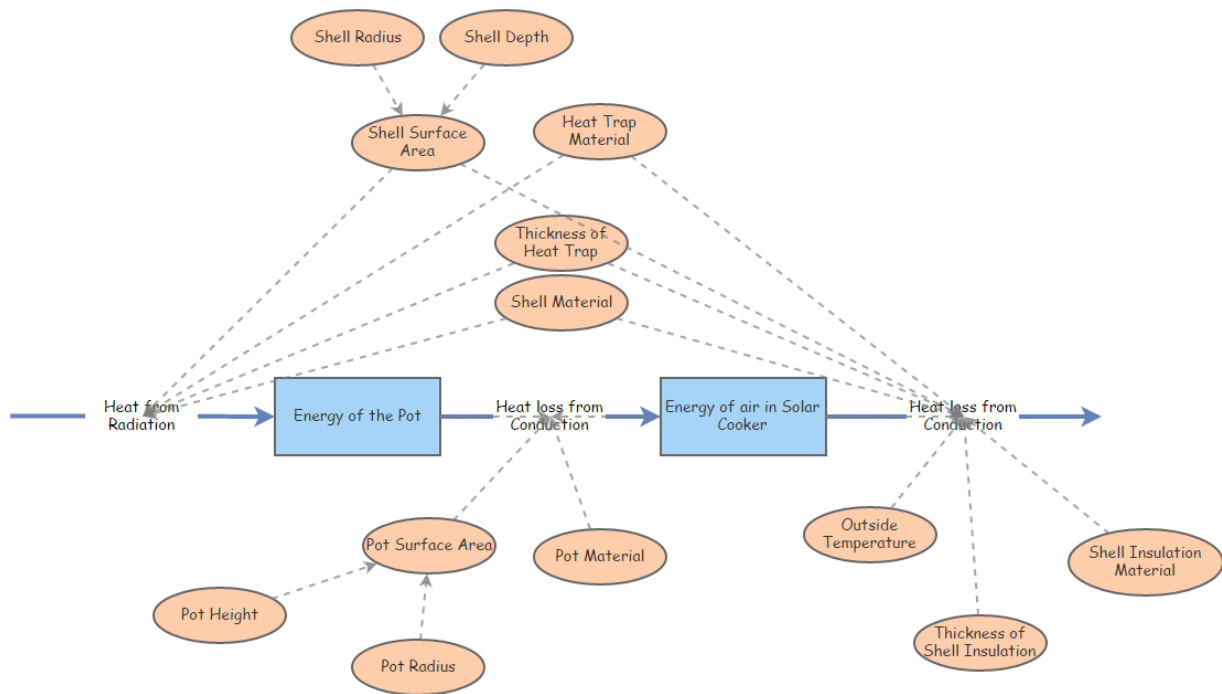 Shell Radius
Shell Depth
Shell Surface
Area
Heat Trap
Material
Thickness of
Heat Trap
Shell Material
Heat from
Radiation
Energy of the Pot
Heat loss from
Conduction
Energy of air in Solar
Cooker
Heat loss from
Conduction
Outside
Temperature
Pot Surface Area
Pot Material
Shell Insulation
Material
Pot Height
Thickness of
Shell Insulation
Pot Radius